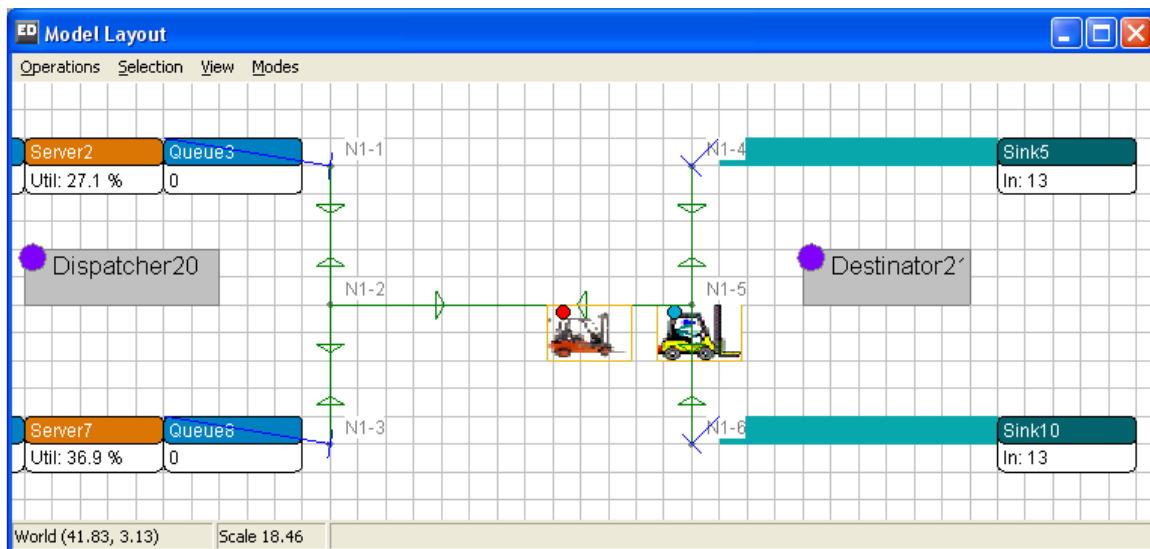 ED Model Layout
Operations Selection View Modes
Server2 Queue3 N1-1 N1-4 Sink5
Util: 27.1 % 0 In: 13
Dispatcher20 Destinator21
N1-2 N1-5
Server7 Queue8 N1-3 N1-6 Sink10
Util: 36.9 % 0 In: 13
World (41.83, 3.13) Scale 18.46